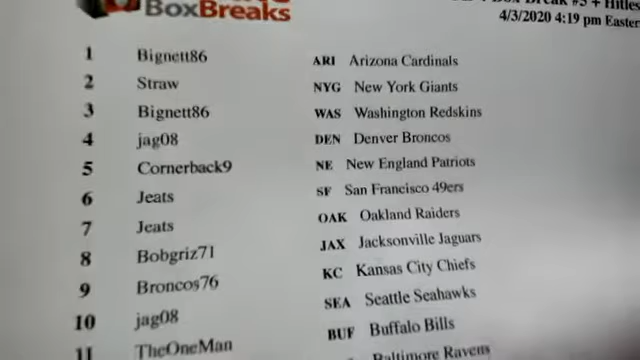 BoxBreaks
Break #3 + Hitles
4/3/2020 4:19 pm Easter
1 Bignett86 ARI Arizona Cardinals
2 Straw NYG New York Giants
3 Bignett86 WAS Washington Redskins
4 jag08 DEN Denver Broncos
5 Cornerback9 NE New England Patriots
6 Jeats SF San Francisco 49ers
7 Jeats OAK Oakland Raiders
8 Bobgriz71 JAX Jacksonville Jaguars
9 Broncos76 KC Kansas City Chiefs
10 jag08 SEA Seattle Seahawks
11 TheOneMan BUF Buffalo Bills
Baltimore Ravens